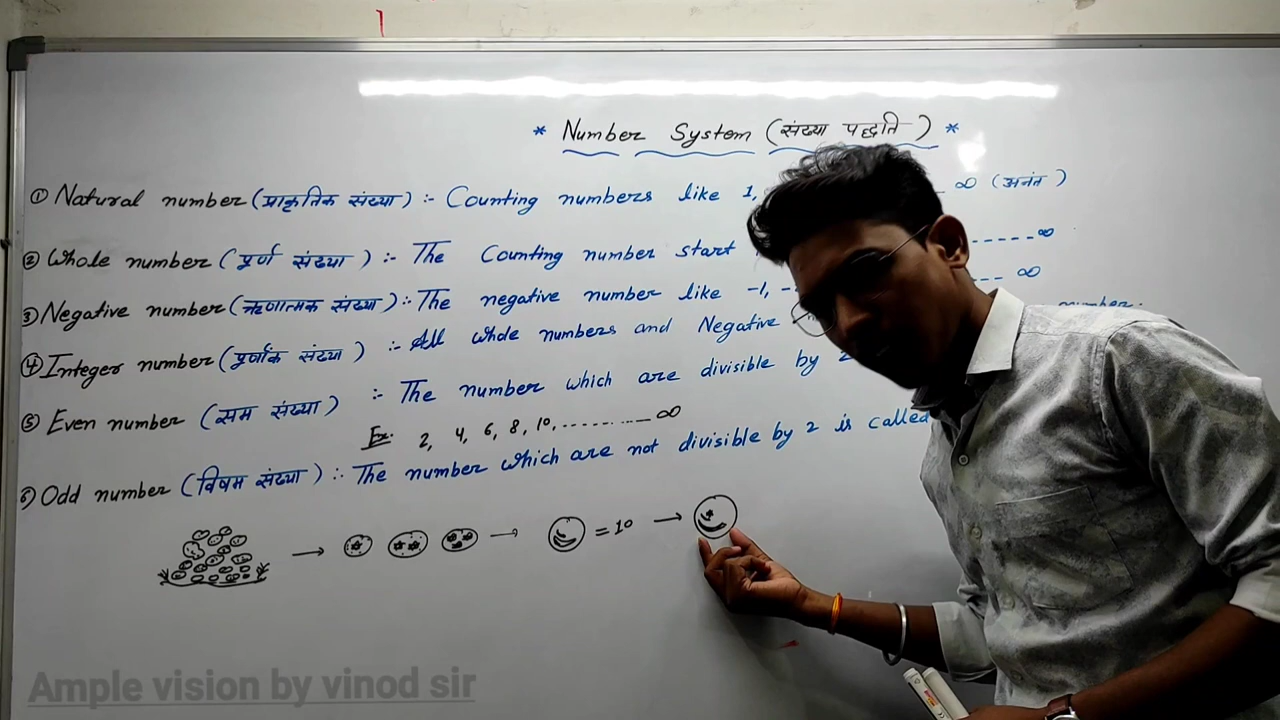 * Number System (संख्या पद्धति) *
① Natural number (प्राकृतिक संख्या) :- Counting numbers like 1, ∞ (अनंत)
② Whole number (पूर्ण संख्या) :- The Counting number start -----∞
③ Negative number (ऋणात्मक संख्या) :- The negative number like -1, - -- ∞
④ Integer number (पूर्णांक संख्या) :- All whole numbers and Negative number.
⑤ Even number (सम संख्या) :- The number which are divisible by 2
Ex: 2, 4, 6, 8, 10, ---------- ∞
⑥ Odd number (विषम संख्या) :- The number which are not divisible by 2 is called
→ → = 10 →
Ample vision by vinod sir